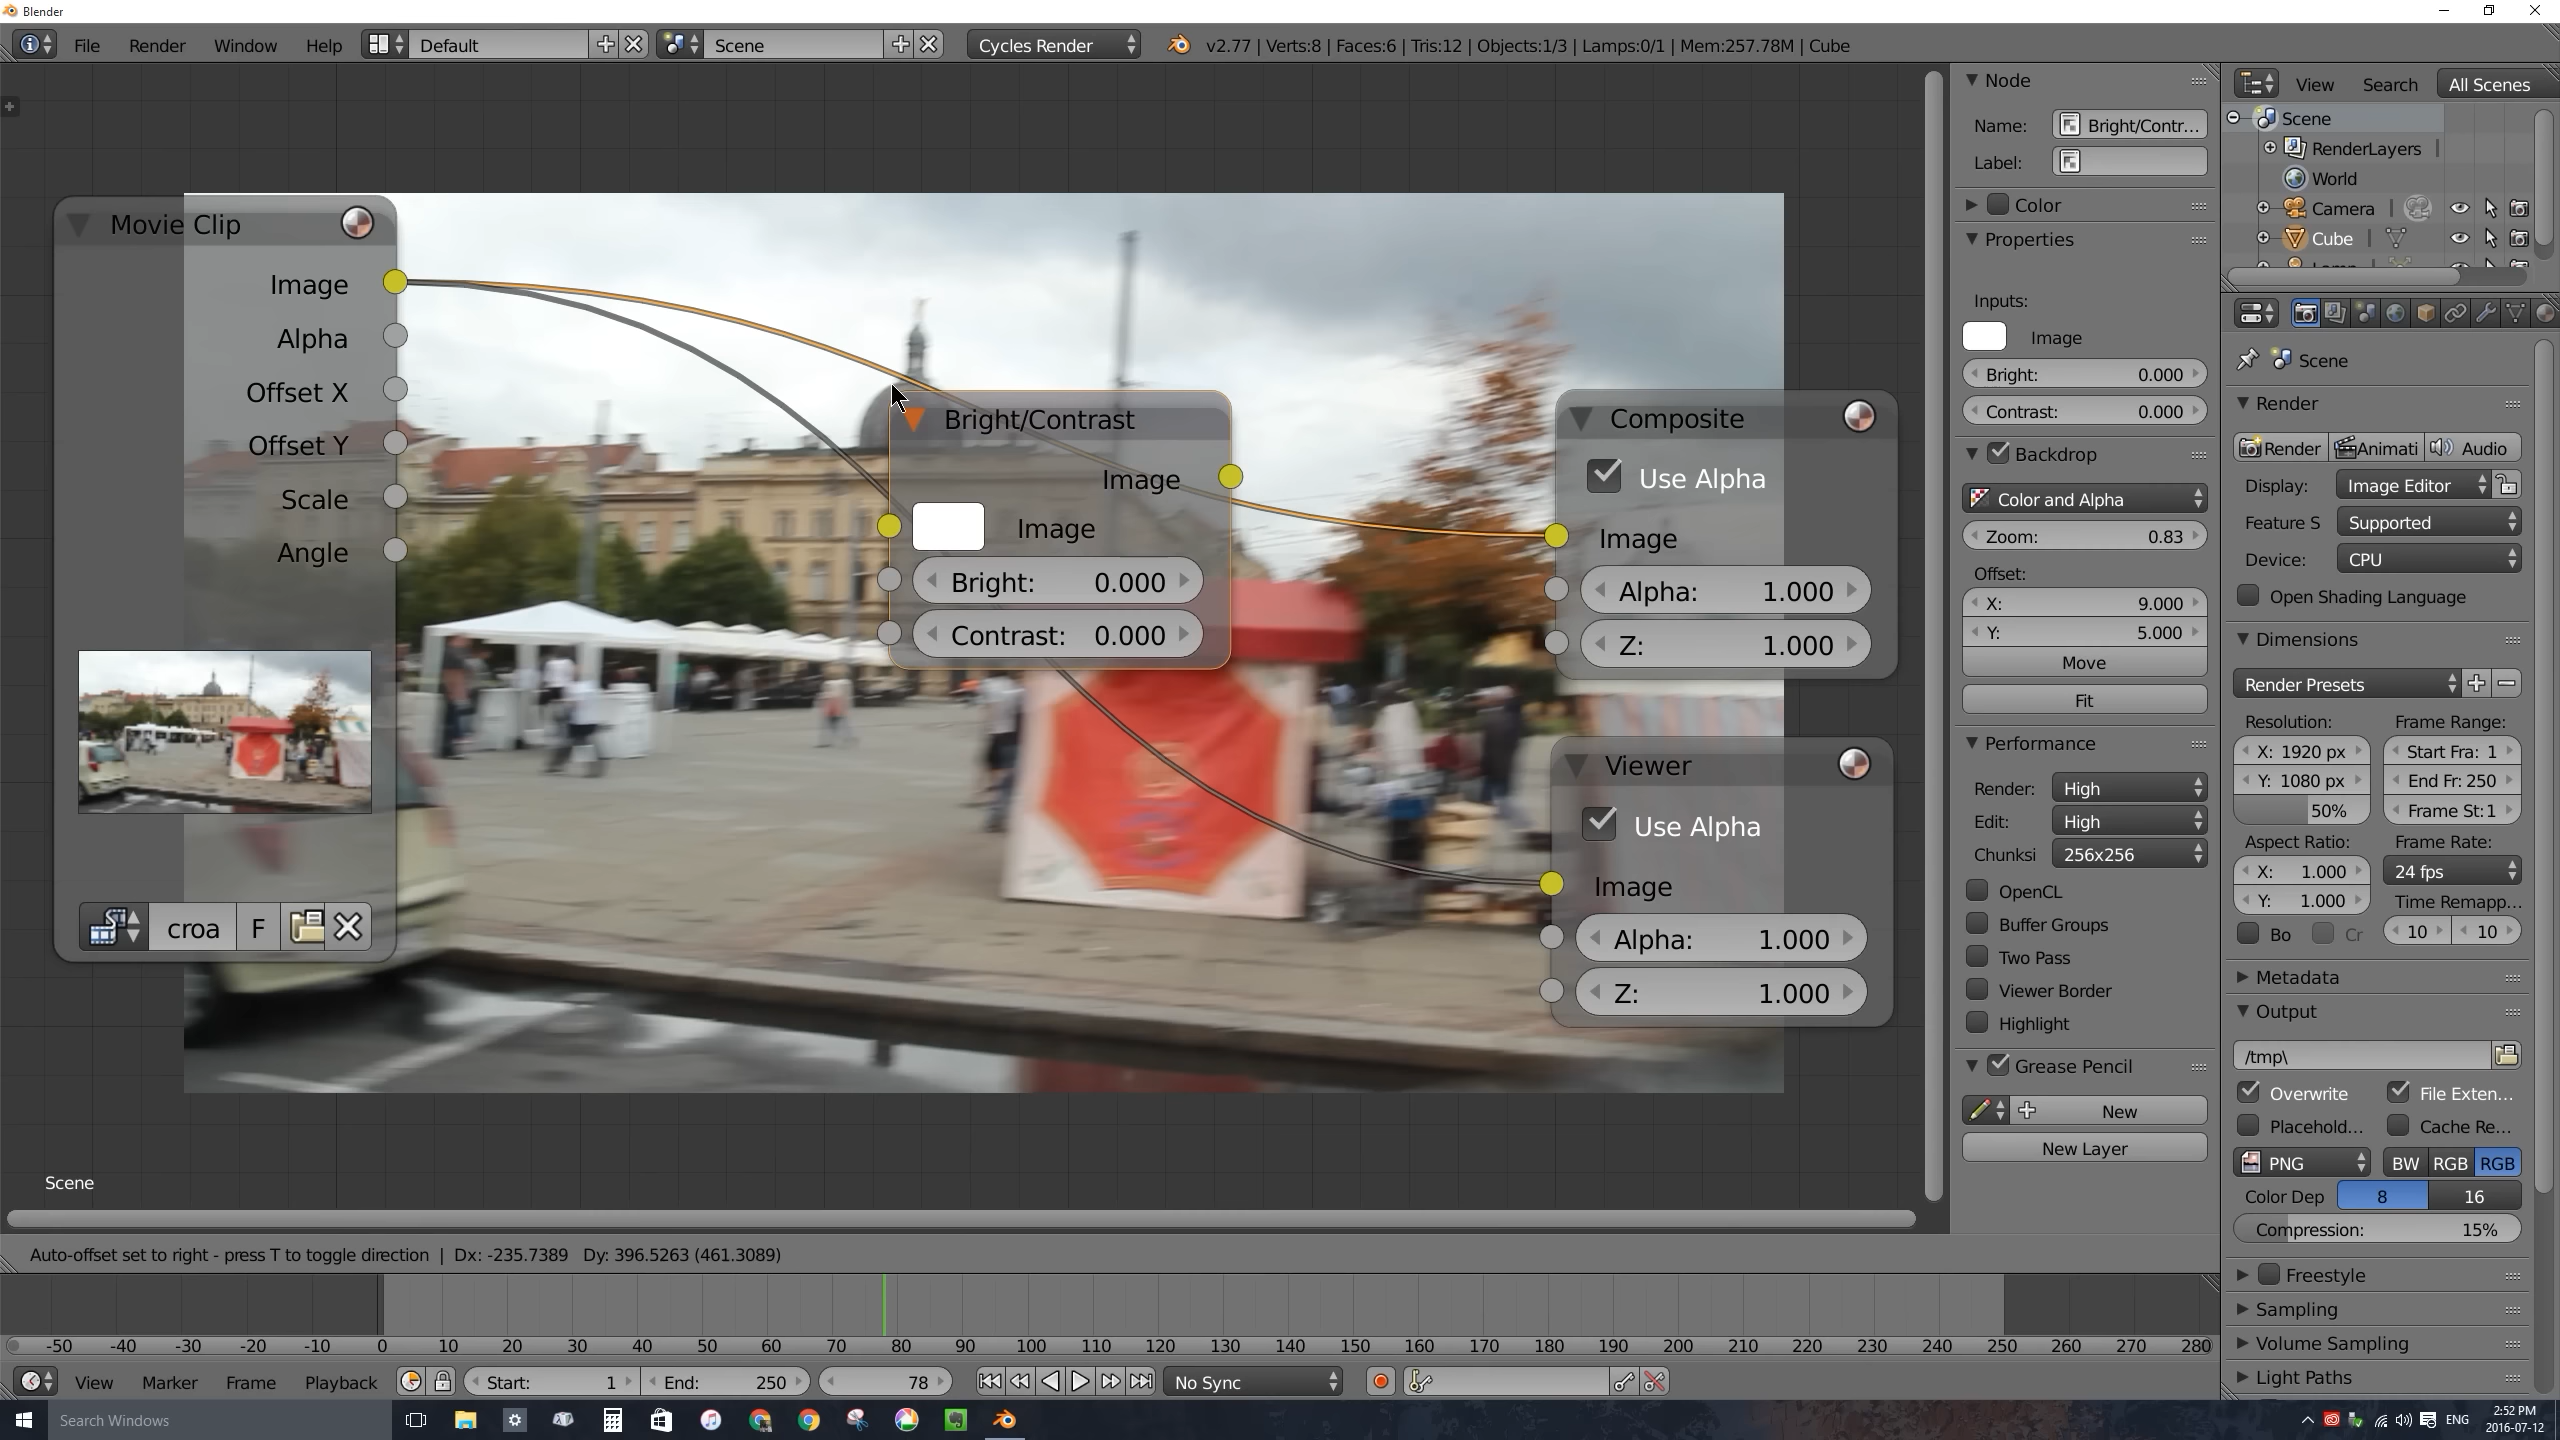 Blender
File Render Window Help Default Scene Cycles Render v2.77 | Verts:8 | Faces:6 | Tris:12 | Objects:1/3 | Lamps:0/1 | Mem:257.78M | Cube
Movie Clip
Image
Alpha
Offset X
Offset Y
Scale
Angle
croa F
Bright/Contrast
Image
Image
Bright: 0.000
Contrast: 0.000
Composite
Use Alpha
Image
Alpha: 1.000
Z: 1.000
Viewer
Use Alpha
Image
Alpha: 1.000
Z: 1.000
Scene
Auto-offset set to right - press T to toggle direction | Dx: -235.7389 Dy: 396.5263 (461.3089)
Node
Name: Bright/Contr...
Label:
Color
Properties
Inputs:
Image
Bright: 0.000
Contrast: 0.000
Backdrop
Color and Alpha
Zoom: 0.83
Offset:
X: 9.000
Y: 5.000
Move
Fit
Performance
Render: High
Edit: High
Chunksi 256x256
OpenCL
Buffer Groups
Two Pass
Viewer Border
Highlight
Grease Pencil
New
New Layer
View Search All Scenes
Scene
RenderLayers
World
Camera
Cube
Scene
Render
Render Animati Audio
Display: Image Editor
Feature S Supported
Device: CPU
Open Shading Language
Dimensions
Render Presets
Resolution: Frame Range:
X: 1920 px Start Fra: 1
Y: 1080 px End Fr: 250
50% Frame St:1
Aspect Ratio: Frame Rate:
X: 1.000 24 fps
Y: 1.000 Time Remapp...
Bo Cr 10 10
Metadata
Output
/tmp\
Overwrite File Exten...
Placehold... Cache Re...
PNG BW RGB RGB
Color Dep 8 16
Compression: 15%
Freestyle
Sampling
Volume Sampling
Light Paths
-50 -40 -30 -20 -10 0 10 20 30 40 50 60 70 80 90 100 110 120 130 140 150 160 170 180 190 200 210 220 230 240 250 260 270 280
View Marker Frame Playback Start: 1 End: 250 78 No Sync
Search Windows
ENG 2:52 PM
2016-07-12